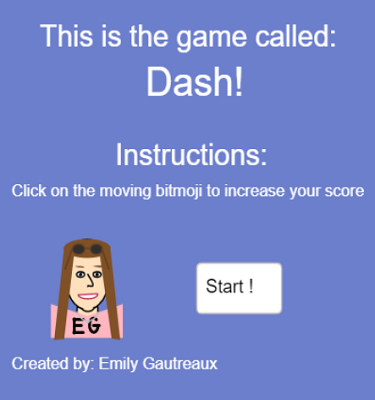 This is the game called:
Dash!
Instructions:
Click on the moving bitmoji to increase your score
Start !
EG
Created by: Emily Gautreaux